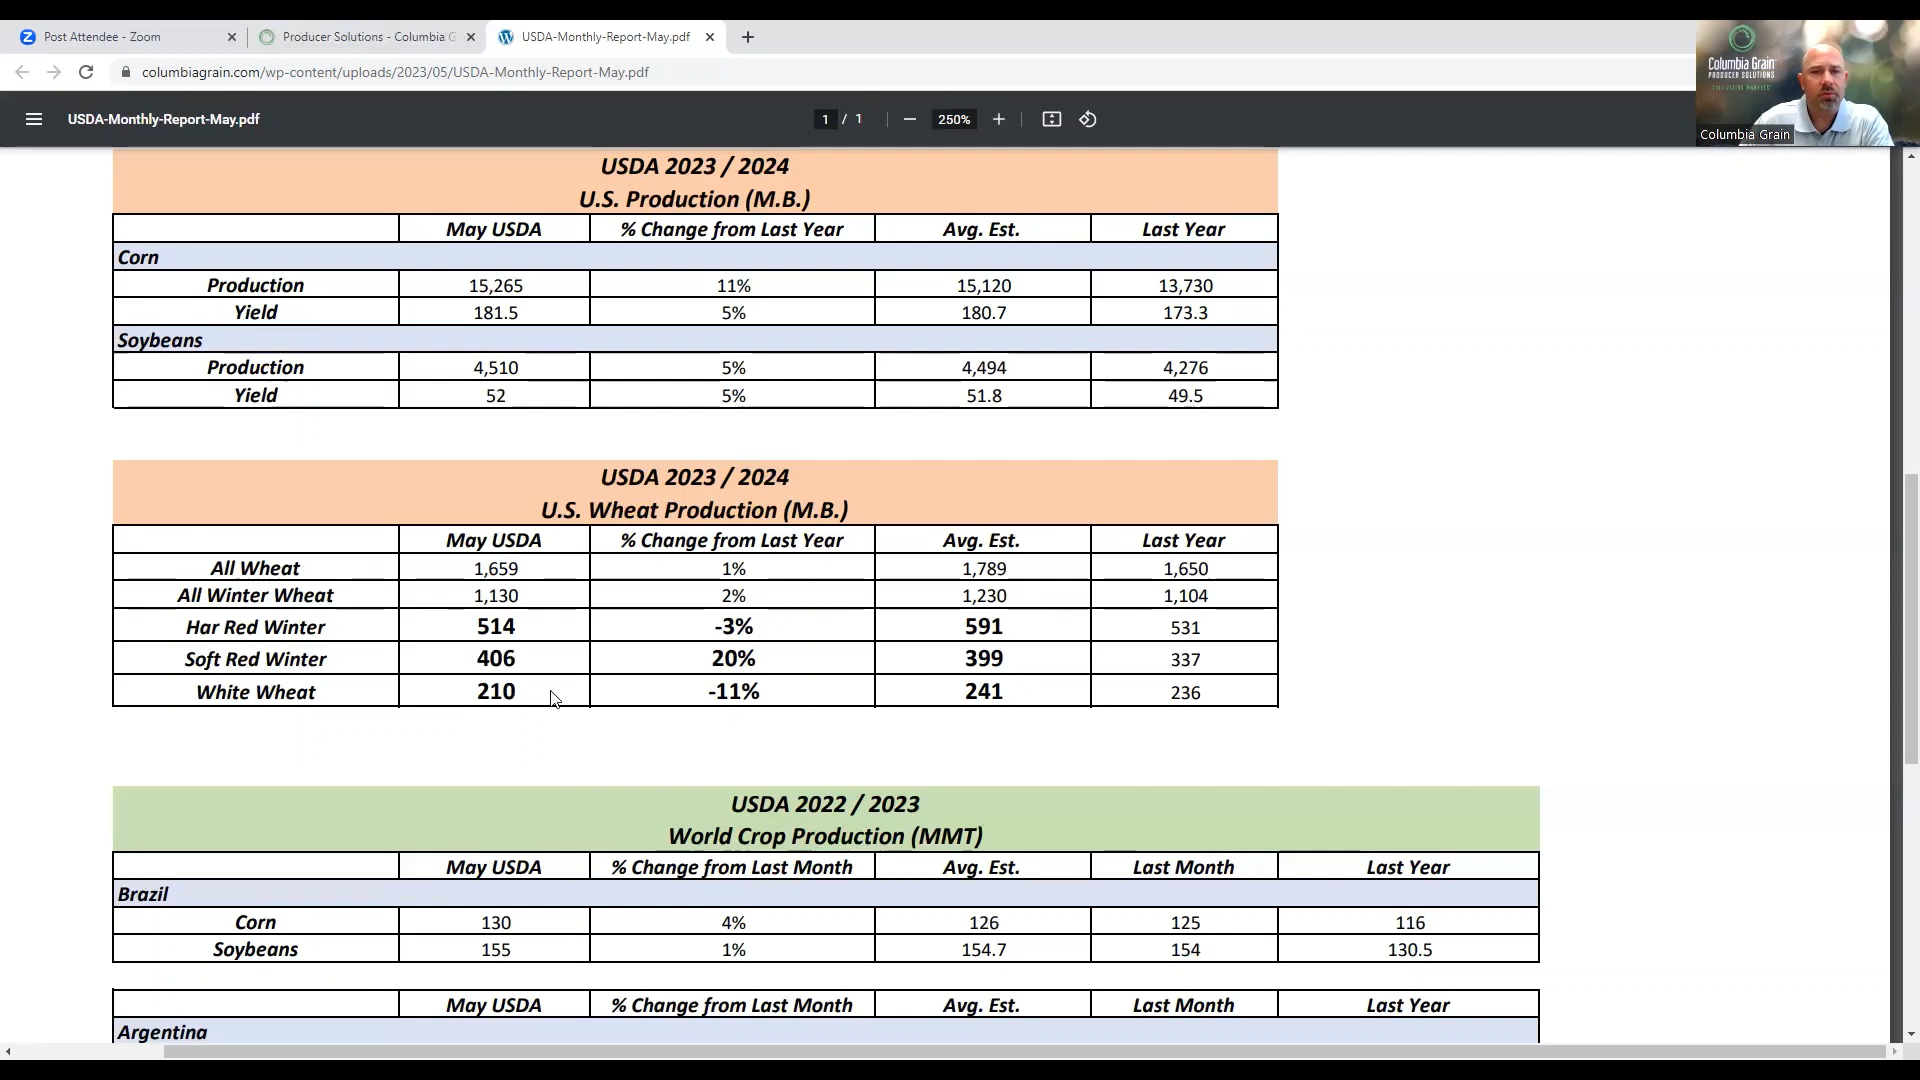 Post Attendee - Zoom
Producer Solutions - Columbia G
USDA-Monthly-Report-May.pdf
columbiagrain.com/wp-content/uploads/2023/05/USDA-Monthly-Report-May.pdf
Columbia Grain
PRODUCER SOLUTIONS
Columbia Grain
USDA-Monthly-Report-May.pdf
1 / 1
250%
USDA 2023 / 2024
U.S. Production (M.B.)
May USDA % Change from Last Year Avg. Est. Last Year
Corn
Production 15,265 11% 15,120 13,730
Yield 181.5 5% 180.7 173.3
Soybeans
Production 4,510 5% 4,494 4,276
Yield 52 5% 51.8 49.5
USDA 2023 / 2024
U.S. Wheat Production (M.B.)
May USDA % Change from Last Year Avg. Est. Last Year
All Wheat 1,659 1% 1,789 1,650
All Winter Wheat 1,130 2% 1,230 1,104
Har Red Winter 514 -3% 591 531
Soft Red Winter 406 20% 399 337
White Wheat 210 -11% 241 236
USDA 2022 / 2023
World Crop Production (MMT)
May USDA % Change from Last Month Avg. Est. Last Month Last Year
Brazil
Corn 130 4% 126 125 116
Soybeans 155 1% 154.7 154 130.5
May USDA % Change from Last Month Avg. Est. Last Month Last Year
Argentina